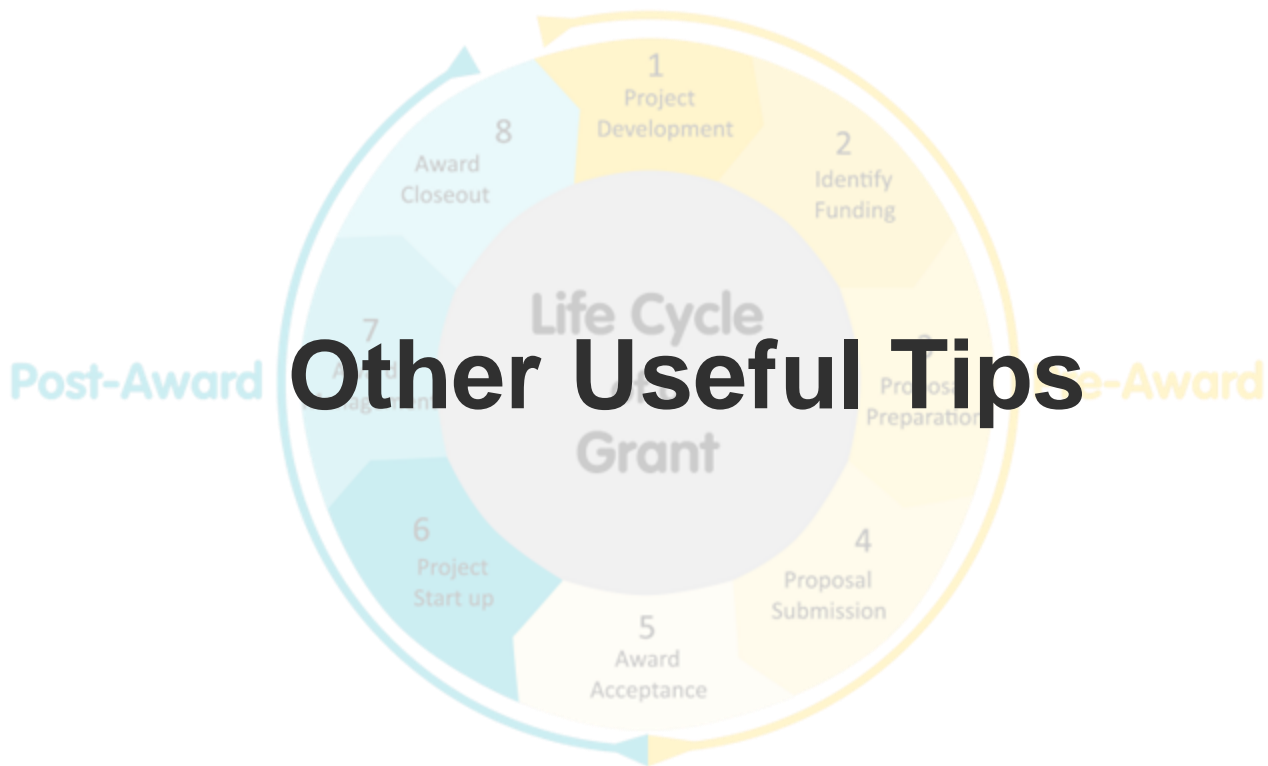 1
Project
Development
2
Identify
Funding
Preparation
4
Proposal
Submission
5
Award
Acceptance
6
Project
Start up
7
8
Award
Closeout
Life Cycle
Grant
Post-Award
Other Useful Tips